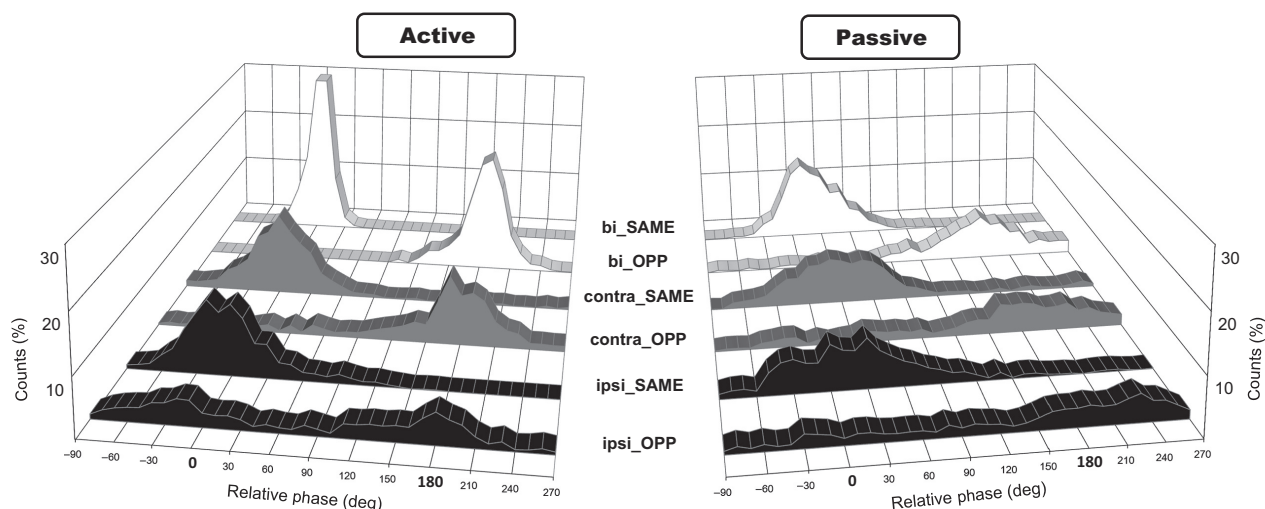 Active
Passive
bi_SAME
bi_OPP
contra_SAME
contra_OPP
ipsi_SAME
ipsi_OPP
30
20
10
Counts (%)
–90 –60 –30 0 30 60 90 120 150 180 210 240 270
Relative phase (deg)
30
20
10
Counts (%)
–90 –60 –30 0 30 60 90 120 150 180 210 240 270
Relative phase (deg)